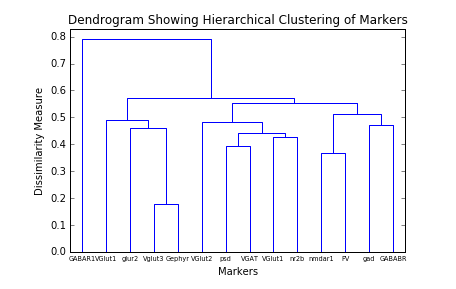 Dendrogram Showing Hierarchical Clustering of Markers
0.8
0.7
0.6
0.5
0.4
0.3
0.2
0.1
0.0
Dissimilarity Measure
GABAR1 VGlut1 glur2 Vglut3 Gephyr VGlut2 psd VGAT VGlut1 nr2b nmdar1 PV gad GABABR
Markers